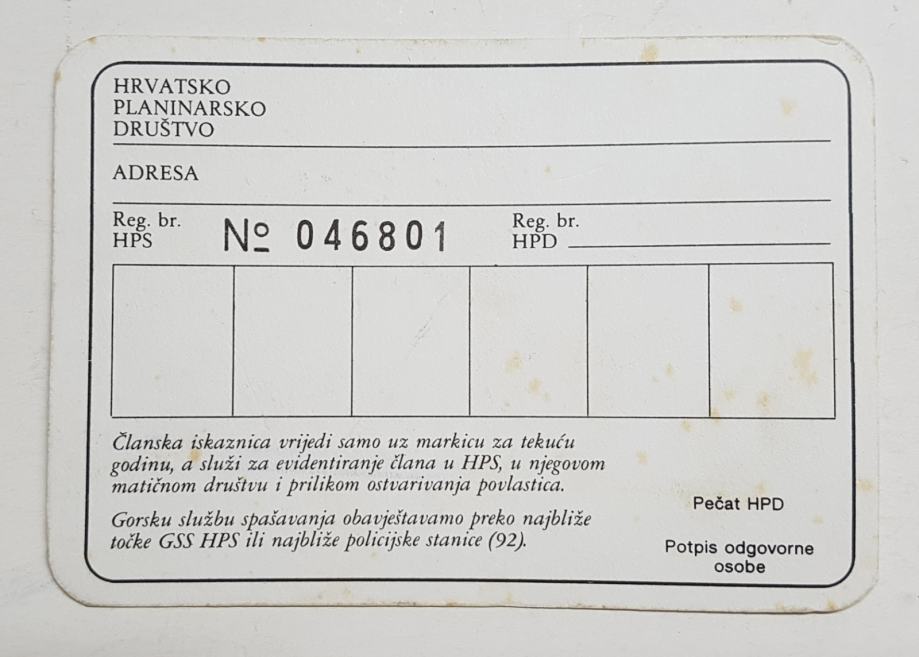 HRVATSKO
PLANINARSKO
DRUŠTVO
ADRESA
Reg. br.
HPS
No 046801
Reg. br.
HPD
Članska iskaznica vrijedi samo uz markicu za tekuću
godinu, a služi za evidentiranje člana u HPS, u njegovom
matičnom društvu i prilikom ostvarivanja povlastica.
Gorsku službu spašavanja obavještavamo preko najbliže
točke GSS HPS ili najbliže policijske stanice (92).
Pečat HPD
Potpis odgovorne
osobe